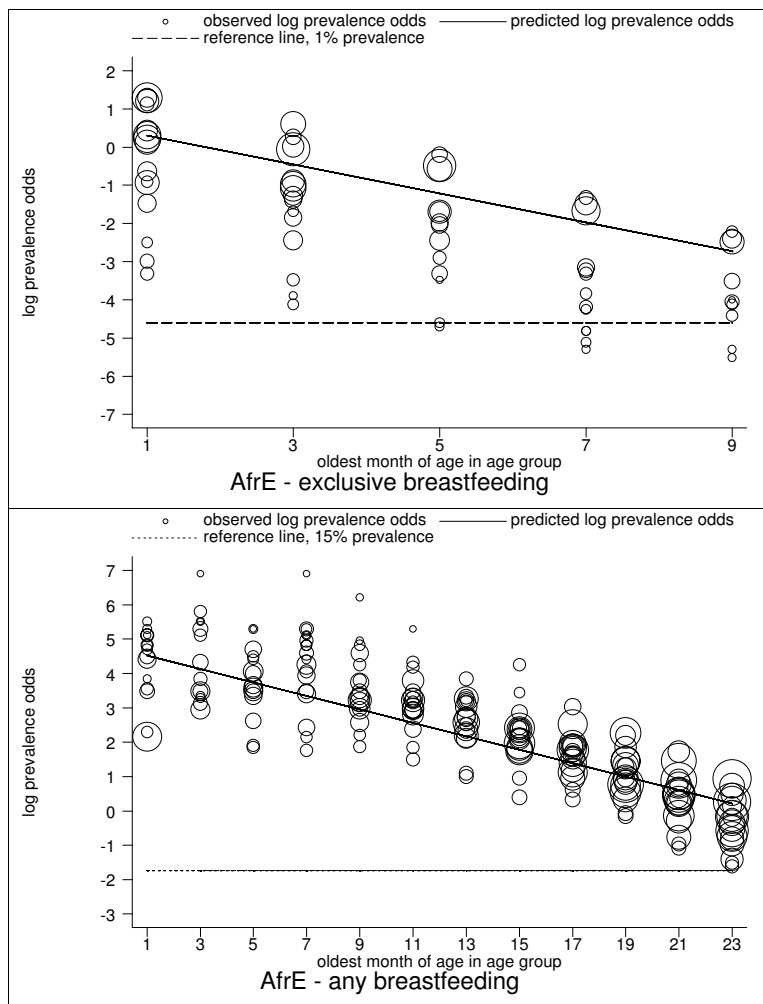 observed log prevalence odds predicted log prevalence odds
reference line, 1% prevalence
log prevalence odds
2
1
0
-1
-2
-3
-4
-5
-6
-7
1 3 5 7 9
oldest month of age in age group
AfrE - exclusive breastfeeding
observed log prevalence odds predicted log prevalence odds
reference line, 15% prevalence
log prevalence odds
7
6
5
4
3
2
1
0
-1
-2
-3
1 3 5 7 9 11 13 15 17 19 21 23
oldest month of age in age group
AfrE - any breastfeeding